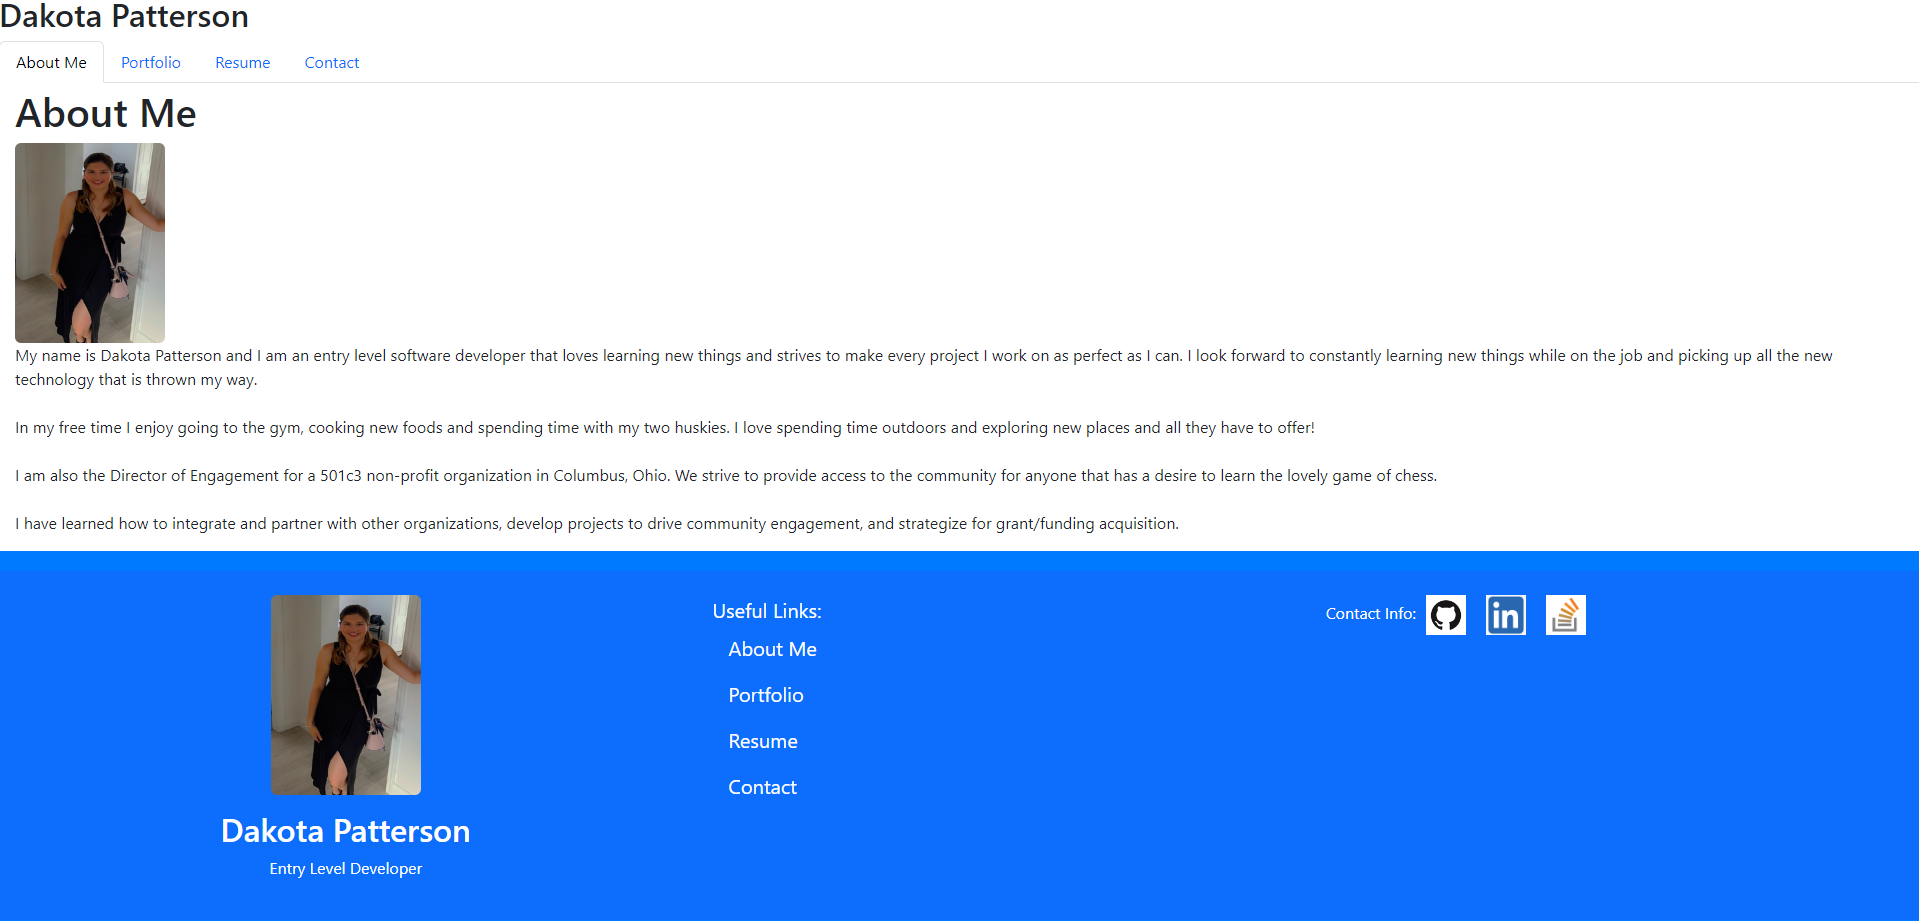 Dakota Patterson
About Me Portfolio Resume Contact
About Me
My name is Dakota Patterson and I am an entry level software developer that loves learning new things and strives to make every project I work on as perfect as I can. I look forward to constantly learning new things while on the job and picking up all the new
technology that is thrown my way.
In my free time I enjoy going to the gym, cooking new foods and spending time with my two huskies. I love spending time outdoors and exploring new places and all they have to offer!
I am also the Director of Engagement for a 501c3 non-profit organization in Columbus, Ohio. We strive to provide access to the community for anyone that has a desire to learn the lovely game of chess.
I have learned how to integrate and partner with other organizations, develop projects to drive community engagement, and strategize for grant/funding acquisition.
Dakota Patterson
Entry Level Developer
Useful Links:
About Me
Portfolio
Resume
Contact
Contact Info:
in